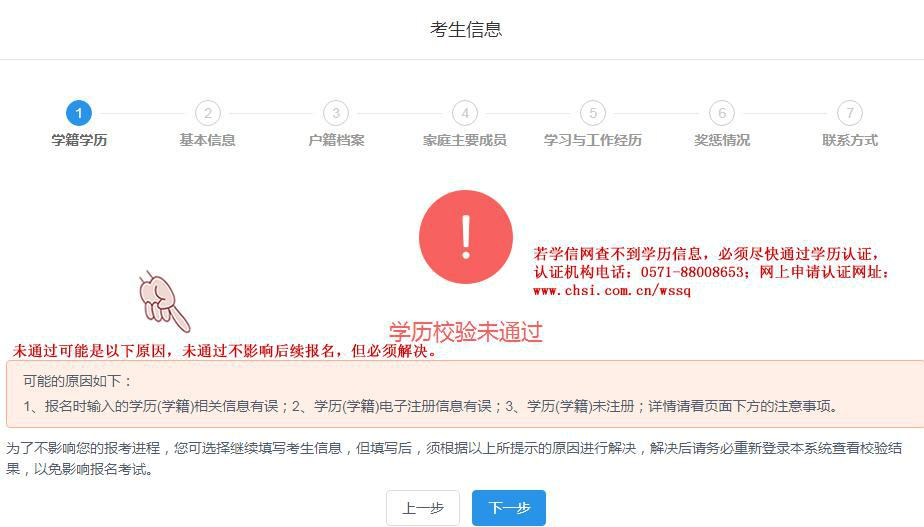 考生信息
1 2 3 4 5 6 7
学籍学历 基本信息 户籍档案 家庭主要成员 学习与工作经历 奖惩情况 联系方式
!
若学信网查不到学历信息，必须尽快通过学历认证，
认证机构电话：0571-88008653；网上申请认证网址：
www.chsi.com.cn/wssq
学历校验未通过
未通过可能是以下原因，未通过不影响后续报名，但必须解决。
可能的原因如下：
1、报名时输入的学历(学籍)相关信息有误；2、学历(学籍)电子注册信息有误；3、学历(学籍)未注册；详情请看页面下方的注意事项。
为了不影响您的报考进程，您可选择继续填写考生信息，但填写后，须根据以上所提示的原因进行解决，解决后请务必重新登录本系统查看校验结
果，以免影响报名考试。
上一步 下一步